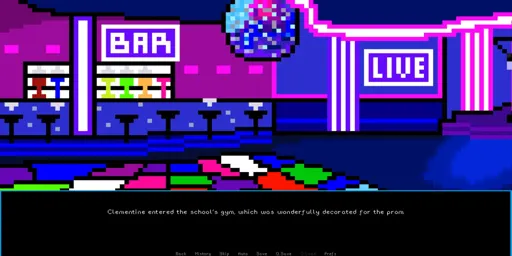 BAR
LIVE
Clementine entered the school's gym, which was wonderfully decorated for the prom
Back History Skip Auto Save Q.Save Prefs